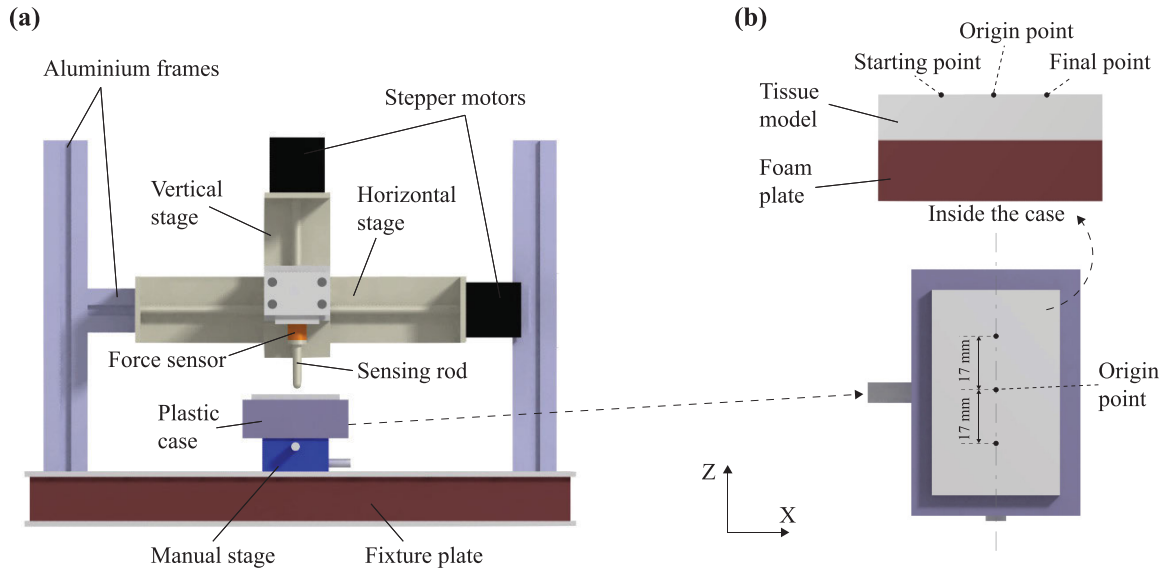 (a)
Aluminium frames
Stepper motors
Vertical
stage
Horizontal
stage
Force sensor
Sensing rod
Plastic
case
Manual stage
Fixture plate
(b)
Origin point
Starting point
Final point
Tissue
model
Foam
plate
Inside the case
17 mm
17 mm
Origin
point
Z
X